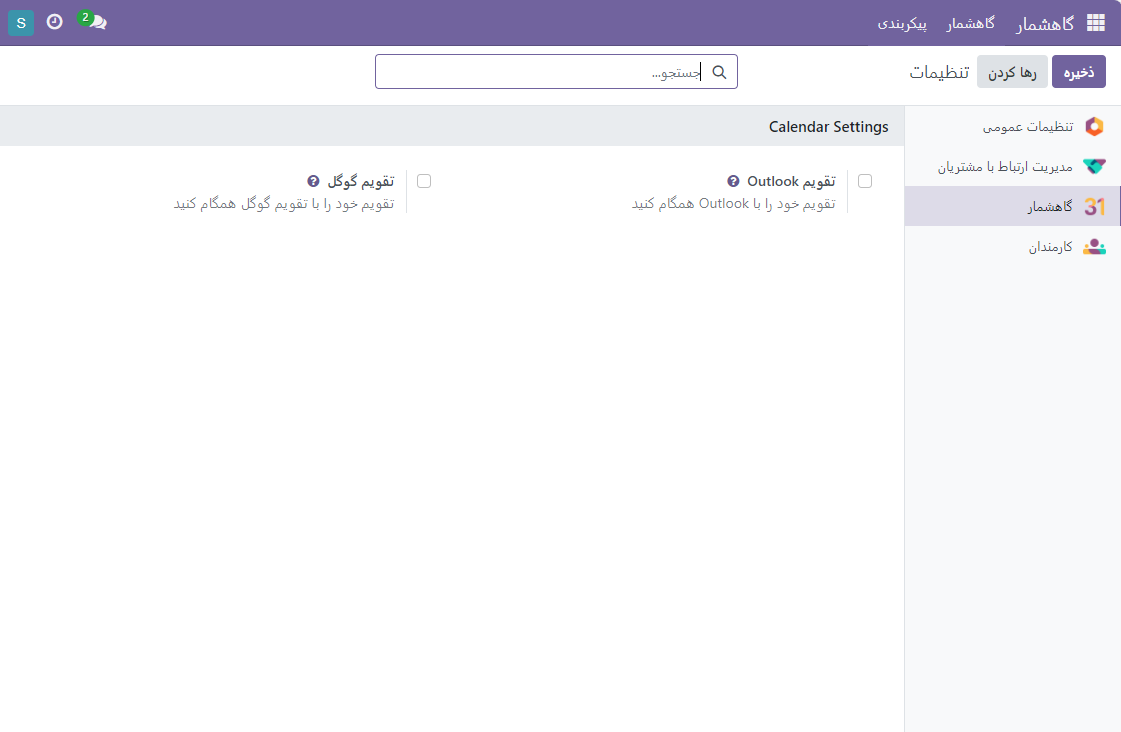 گاهشمار گاهشمار پیکربندی 2 S
ذخیره رها کردن تنظیمات جستجو...
تنظیمات عمومی
مدیریت ارتباط با مشتریان
31 گاهشمار
کارمندان
Calendar Settings
تقویم Outlook
تقویم خود را با Outlook همگام کنید
تقویم گوگل
تقویم خود را با تقویم گوگل همگام کنید